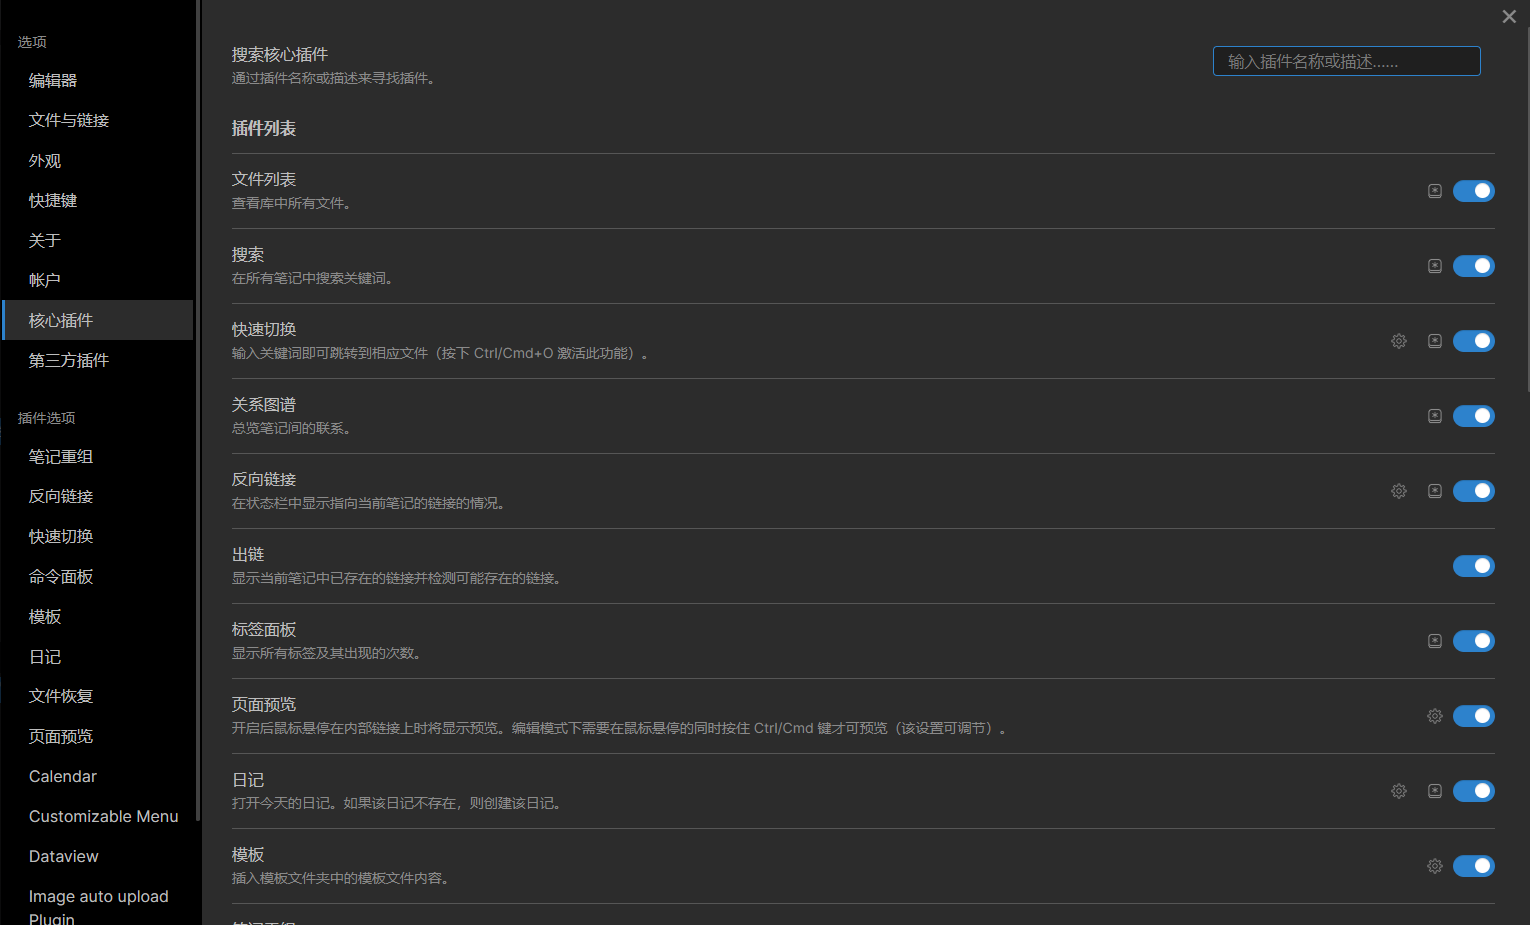 选项
编辑器
文件与链接
外观
快捷键
关于
帐户
核心插件
第三方插件
插件选项
笔记重组
反向链接
快速切换
命令面板
模板
日记
文件恢复
页面预览
Calendar
Customizable Menu
Dataview
Image auto upload
Plugin
搜索核心插件
通过插件名称或描述来寻找插件。
输入插件名称或描述......
插件列表
文件列表
查看库中所有文件。
搜索
在所有笔记中搜索关键词。
快速切换
输入关键词即可跳转到相应文件（按下 Ctrl/Cmd+O 激活此功能）。
关系图谱
总览笔记间的联系。
反向链接
在状态栏中显示指向当前笔记的链接的情况。
出链
显示当前笔记中已存在的链接并检测可能存在的链接。
标签面板
显示所有标签及其出现的次数。
页面预览
开启后鼠标悬停在内部链接上时将显示预览。编辑模式下需要在鼠标悬停的同时按住 Ctrl/Cmd 键才可预览（该设置可调节）。
日记
打开今天的日记。如果该日记不存在，则创建该日记。
模板
插入模板文件夹中的模板文件内容。